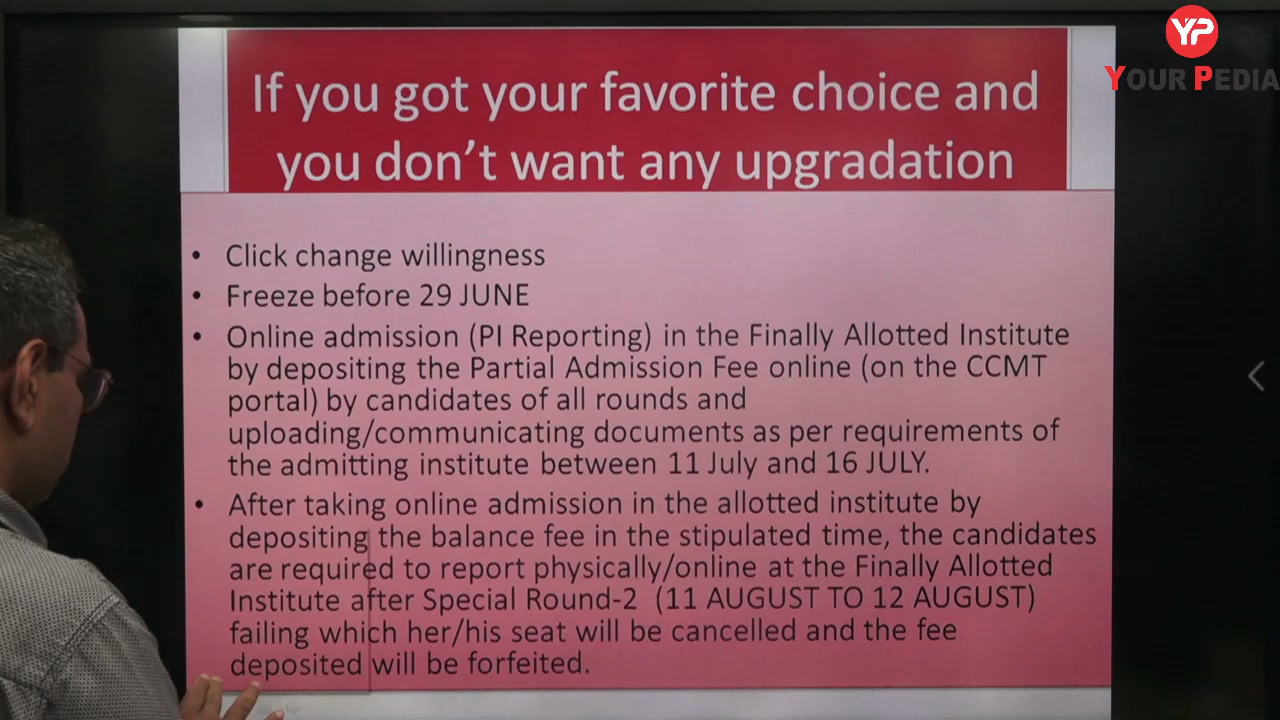 YP
YOUR PEDIA
If you got your favorite choice and
you don't want any upgradation
• Click change willingness
• Freeze before 29 JUNE
• Online admission (PI Reporting) in the Finally Allotted Institute
by depositing the Partial Admission Fee online (on the CCMT
portal) by candidates of all rounds and
uploading/communicating documents as per requirements of
the admitting institute between 11 July and 16 JULY.
• After taking online admission in the allotted institute by
depositing the balance fee in the stipulated time, the candidates
are required to report physically/online at the Finally Allotted
Institute after Special Round-2 (11 AUGUST TO 12 AUGUST)
failing which her/his seat will be cancelled and the fee
deposited will be forfeited.